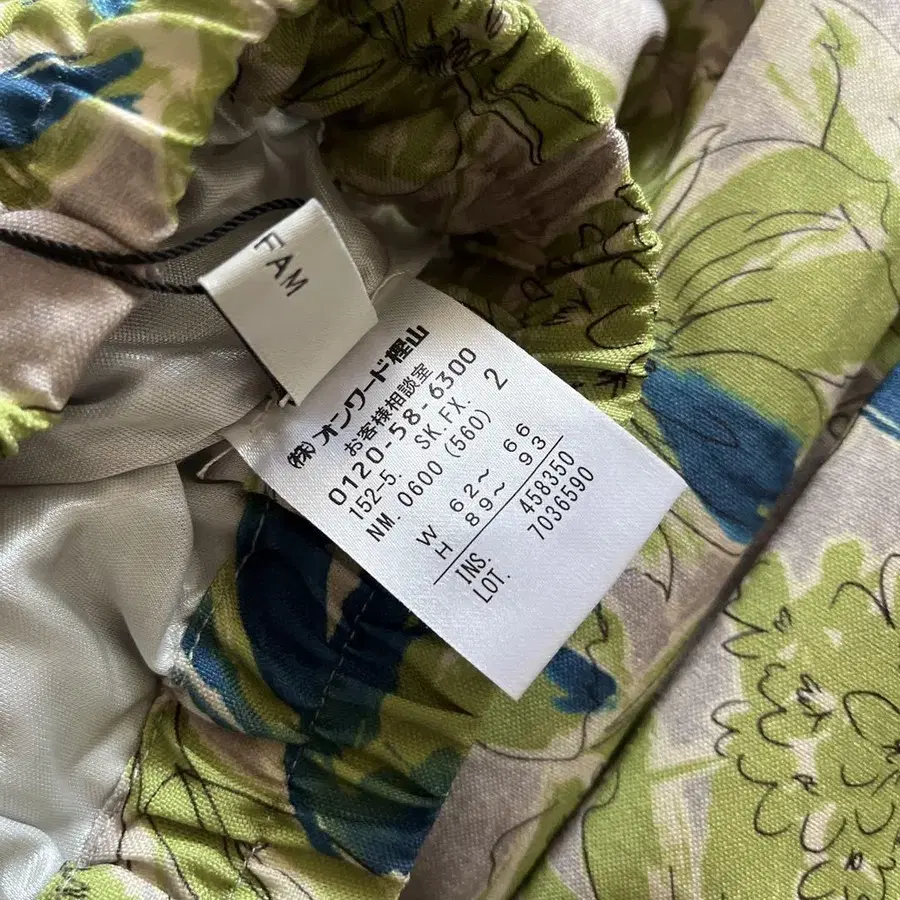 FAM
(株)オンワード樫山
お客様相談室
0120-58-6300
152-5. SK.FX. 2
NM. 0600 (560)
W 62~ 66
H 89~ 93
INS. 458350
LOT. 7036590